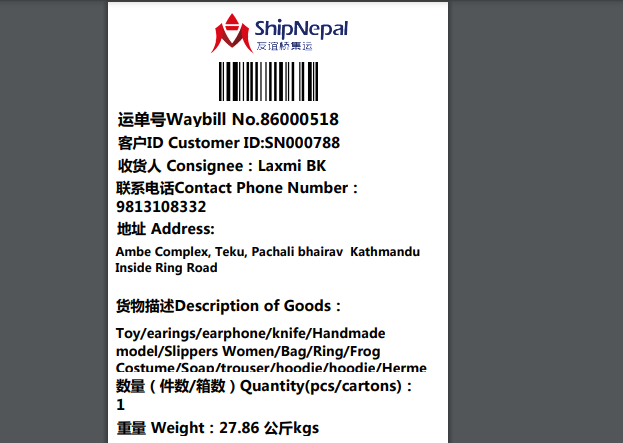 ShipNepal
友谊桥集运
运单号Waybill No.86000518
客户ID Customer ID:SN000788
收货人 Consignee：Laxmi BK
联系电话Contact Phone Number：
9813108332
地址 Address:
Ambe Complex, Teku, Pachali bhairav  Kathmandu
Inside Ring Road
货物描述Description of Goods：
Toy/earings/earphone/knife/Handmade
model/Slippers Women/Bag/Ring/Frog
Costume/Soap/trouser/hoodie/hoodie/Herme
数量（件数/箱数）Quantity(pcs/cartons)：
1
重量 Weight：27.86 公斤kgs